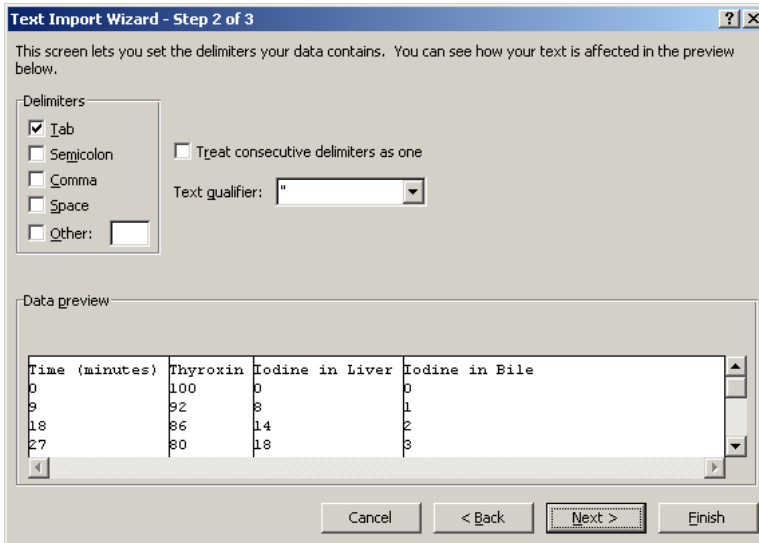 Text Import Wizard - Step 2 of 3
This screen lets you set the delimiters your data contains. You can see how your text is affected in the preview
below.
Delimiters
Tab
Semicolon
Comma
Space
Other:
Treat consecutive delimiters as one
Text qualifier: "
Data preview
Time (minutes) Thyroxin Iodine in Liver Iodine in Bile
0 100 0 0
9 92 8 1
18 86 14 2
27 80 18 3
Cancel < Back Next > Finish